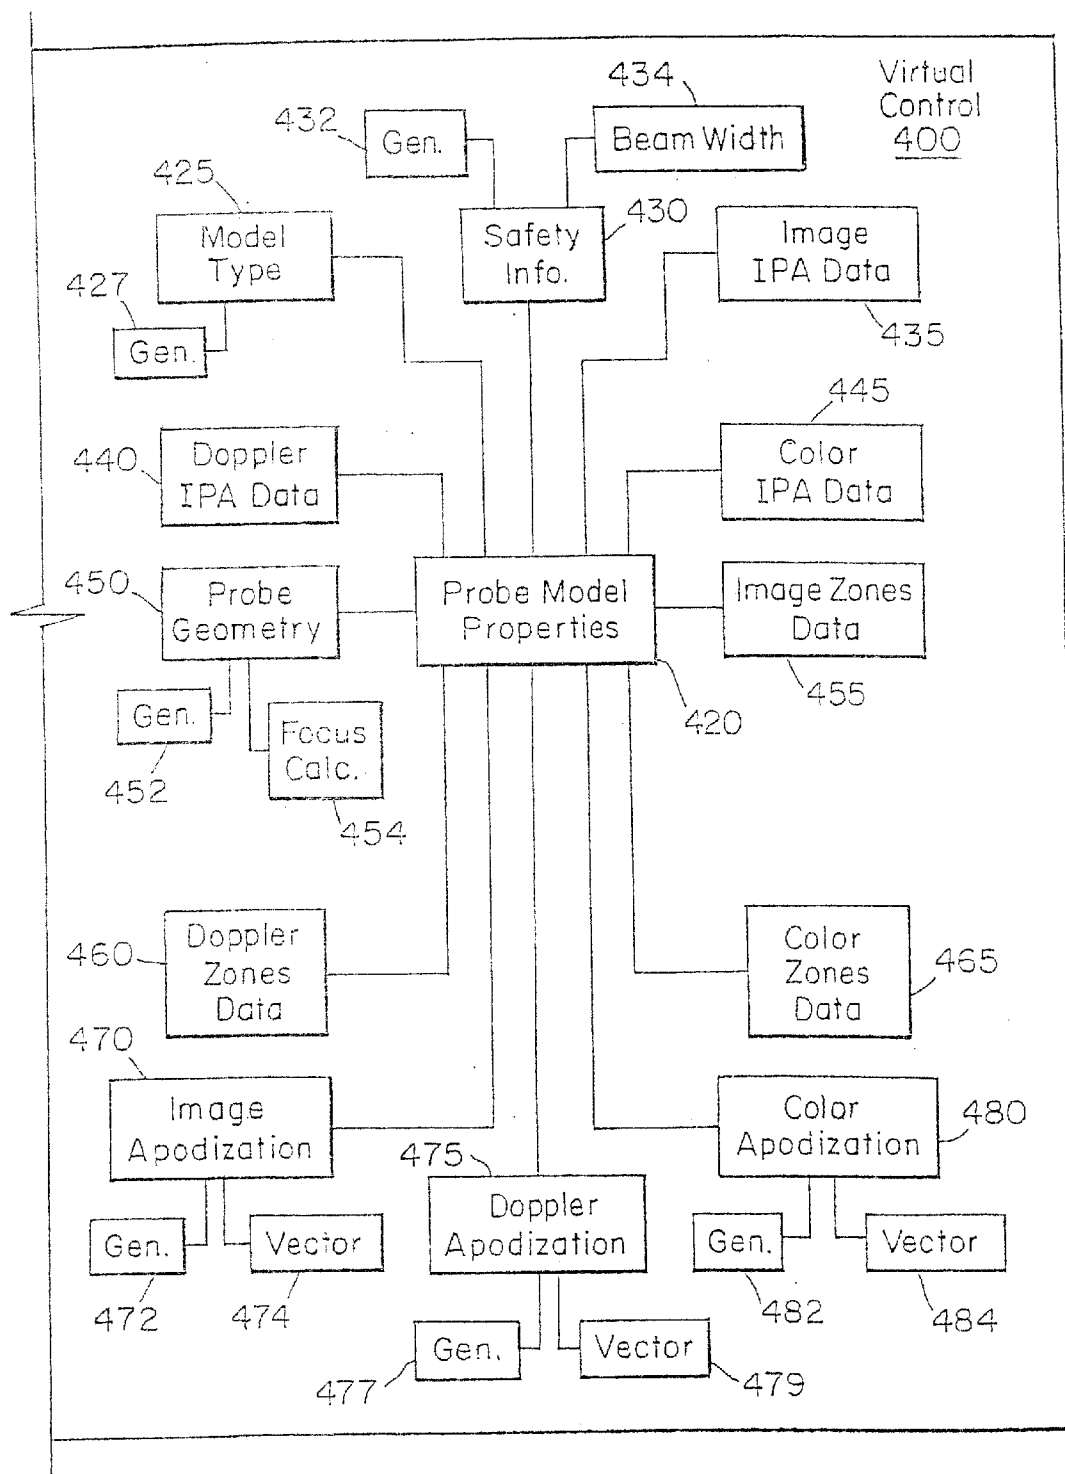 Virtual
Control
400
434
432
Gen.
Beam Width
425
Model
Type
430
Safety
Info.
Image
IPA Data
427
Gen.
435
445
440
Doppler
IPA Data
Color
IPA Data
450
Probe
Geometry
Probe Model
Properties
Image Zones
Data
455
420
Gen.
452
Focus
Calc.
454
460
Doppler
Zones
Data
Color
Zones
Data
465
470
Image
Apodization
475
Doppler
Apodization
Color
Apodization
480
Gen.
472
Vector
474
Gen.
482
Vector
484
Gen.
477
Vector
479